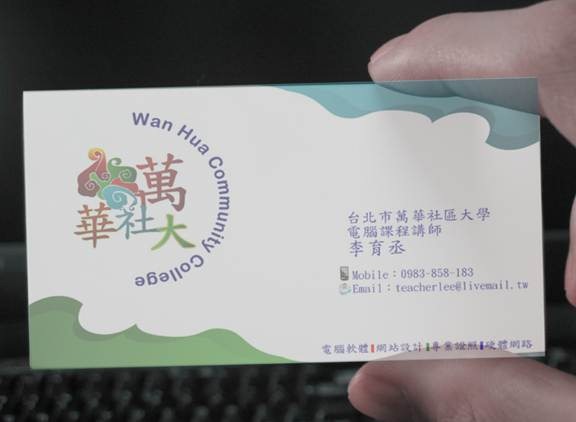 Wan Hua Community College
萬
華社大
台北市萬華社區大學
電腦課程講師
李育丞
Mobile：0983-858-183
Email：teacherlee@livemail.tw
電腦軟體 網站設計 專案證照 硬體網路